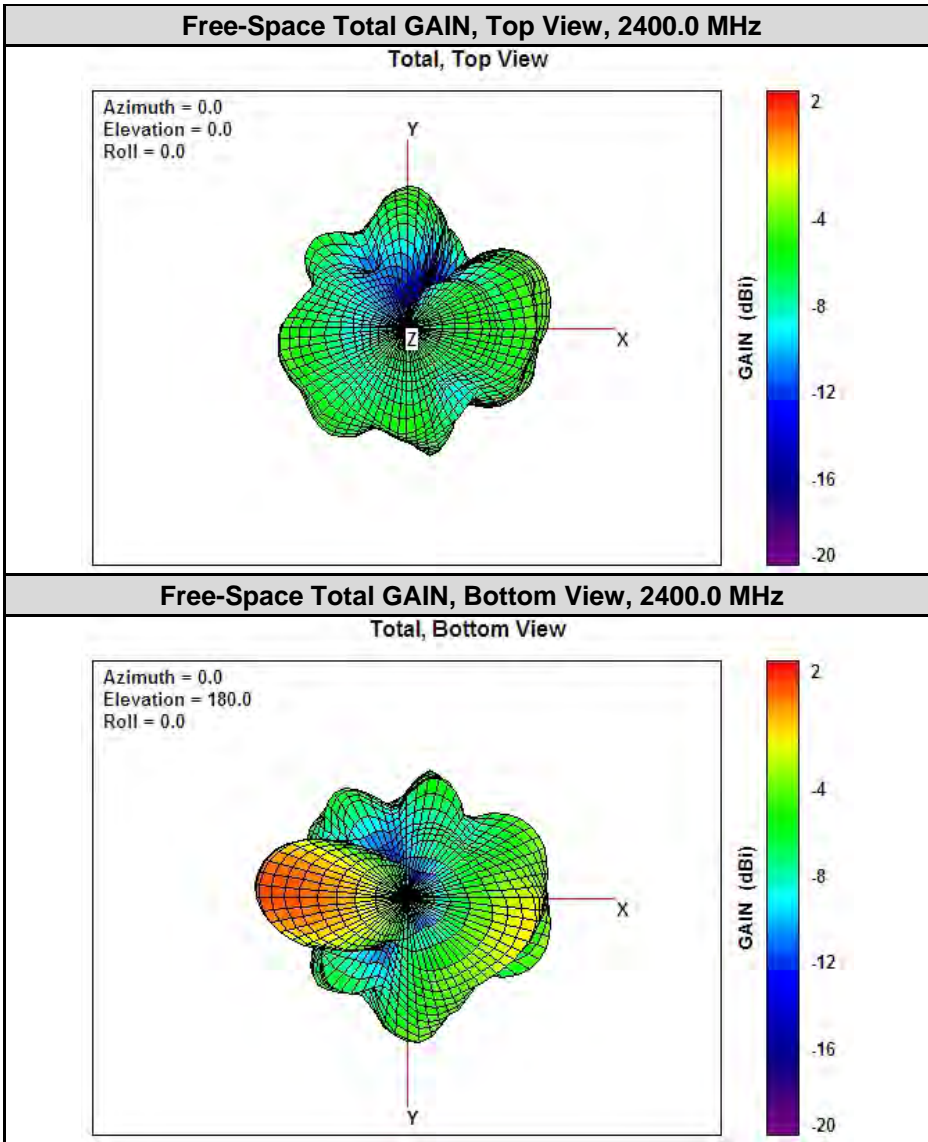 Free-Space Total GAIN, Top View, 2400.0 MHz
Total, Top View
Azimuth = 0.0
Elevation = 0.0
Roll = 0.0
Y
X
Z
GAIN (dBi)
2
-4
-8
-12
-16
-20
Free-Space Total GAIN, Bottom View, 2400.0 MHz
Total, Bottom View
Azimuth = 0.0
Elevation = 180.0
Roll = 0.0
X
Y
GAIN (dBi)
2
-4
-8
-12
-16
-20